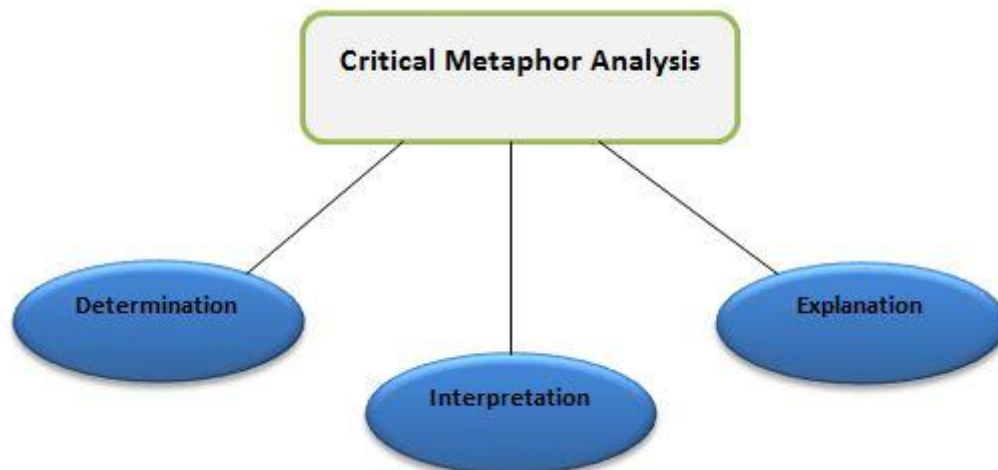 Critical Metaphor Analysis
Determination
Interpretation
Explanation